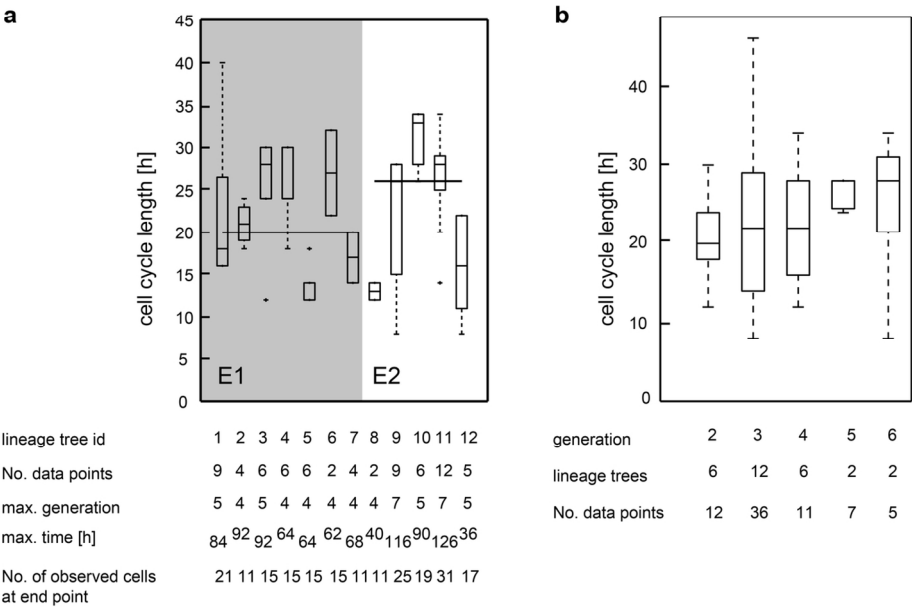 a
b
45
40
35
30
25
20
15
10
5
0
cell cycle length [h]
E1
E2
40
30
20
10
0
cell cycle length [h]
lineage tree id 1 2 3 4 5 6 7 8 9 10 11 12
No. data points 9 4 6 6 6 2 4 2 9 6 12 5
max. generation 5 4 5 4 4 4 4 4 7 5 7 5
max. time [h] 84 92 92 64 64 62 68 40 116 90 126 36
No. of observed cells 21 11 15 15 15 15 11 11 25 19 31 17
at end point
generation 2 3 4 5 6
lineage trees 6 12 6 2 2
No. data points 12 36 11 7 5